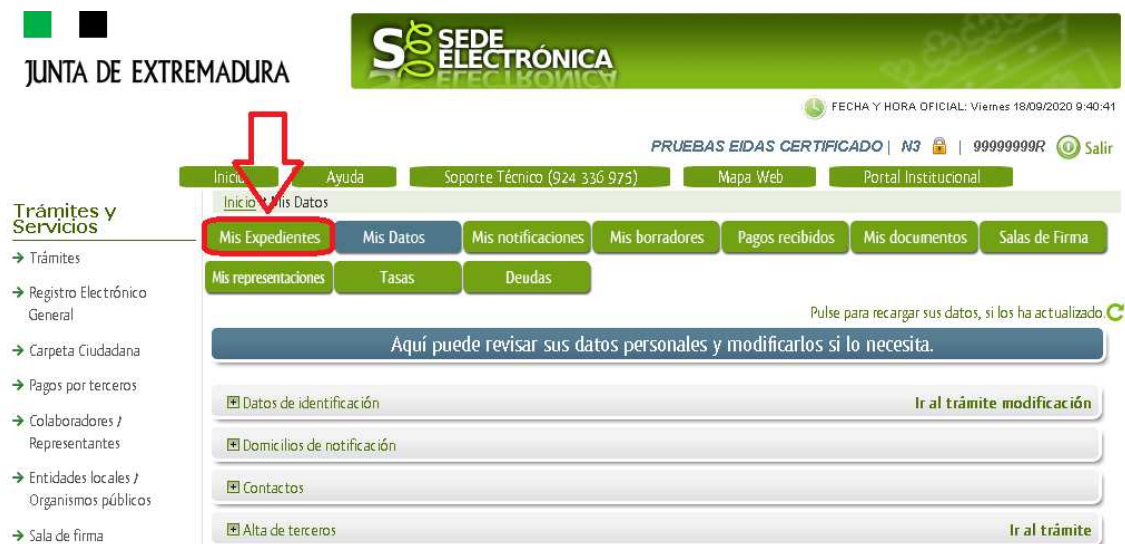 JUNTA DE EXTREMADURA
SEDE
ELECTRÓNICA
FECHA Y HORA OFICIAL: Viernes 18/09/2020 9:40:41
PRUEBAS EIDAS CERTIFICADO | N3 | 99999999R Salir
Inicio Ayuda Soporte Técnico (924 336 975) Mapa Web Portal Institucional
Inicio Mis Datos
Trámites y
Servicios
Trámites
Registro Electrónico
General
Carpeta Ciudadana
Pagos por terceros
Colaboradores /
Representantes
Entidades locales /
Organismos públicos
Sala de firma
Mis Expedientes Mis Datos Mis notificaciones Mis borradores Pagos recibidos Mis documentos Salas de Firma
Mis representaciones Tasas Deudas
Pulse para recargar sus datos, si los ha actualizado.
Aquí puede revisar sus datos personales y modificarlos si lo necesita.
Datos de identificación Ir al trámite modificación
Domicilios de notificación
Contactos
Alta de terceros Ir al trámite